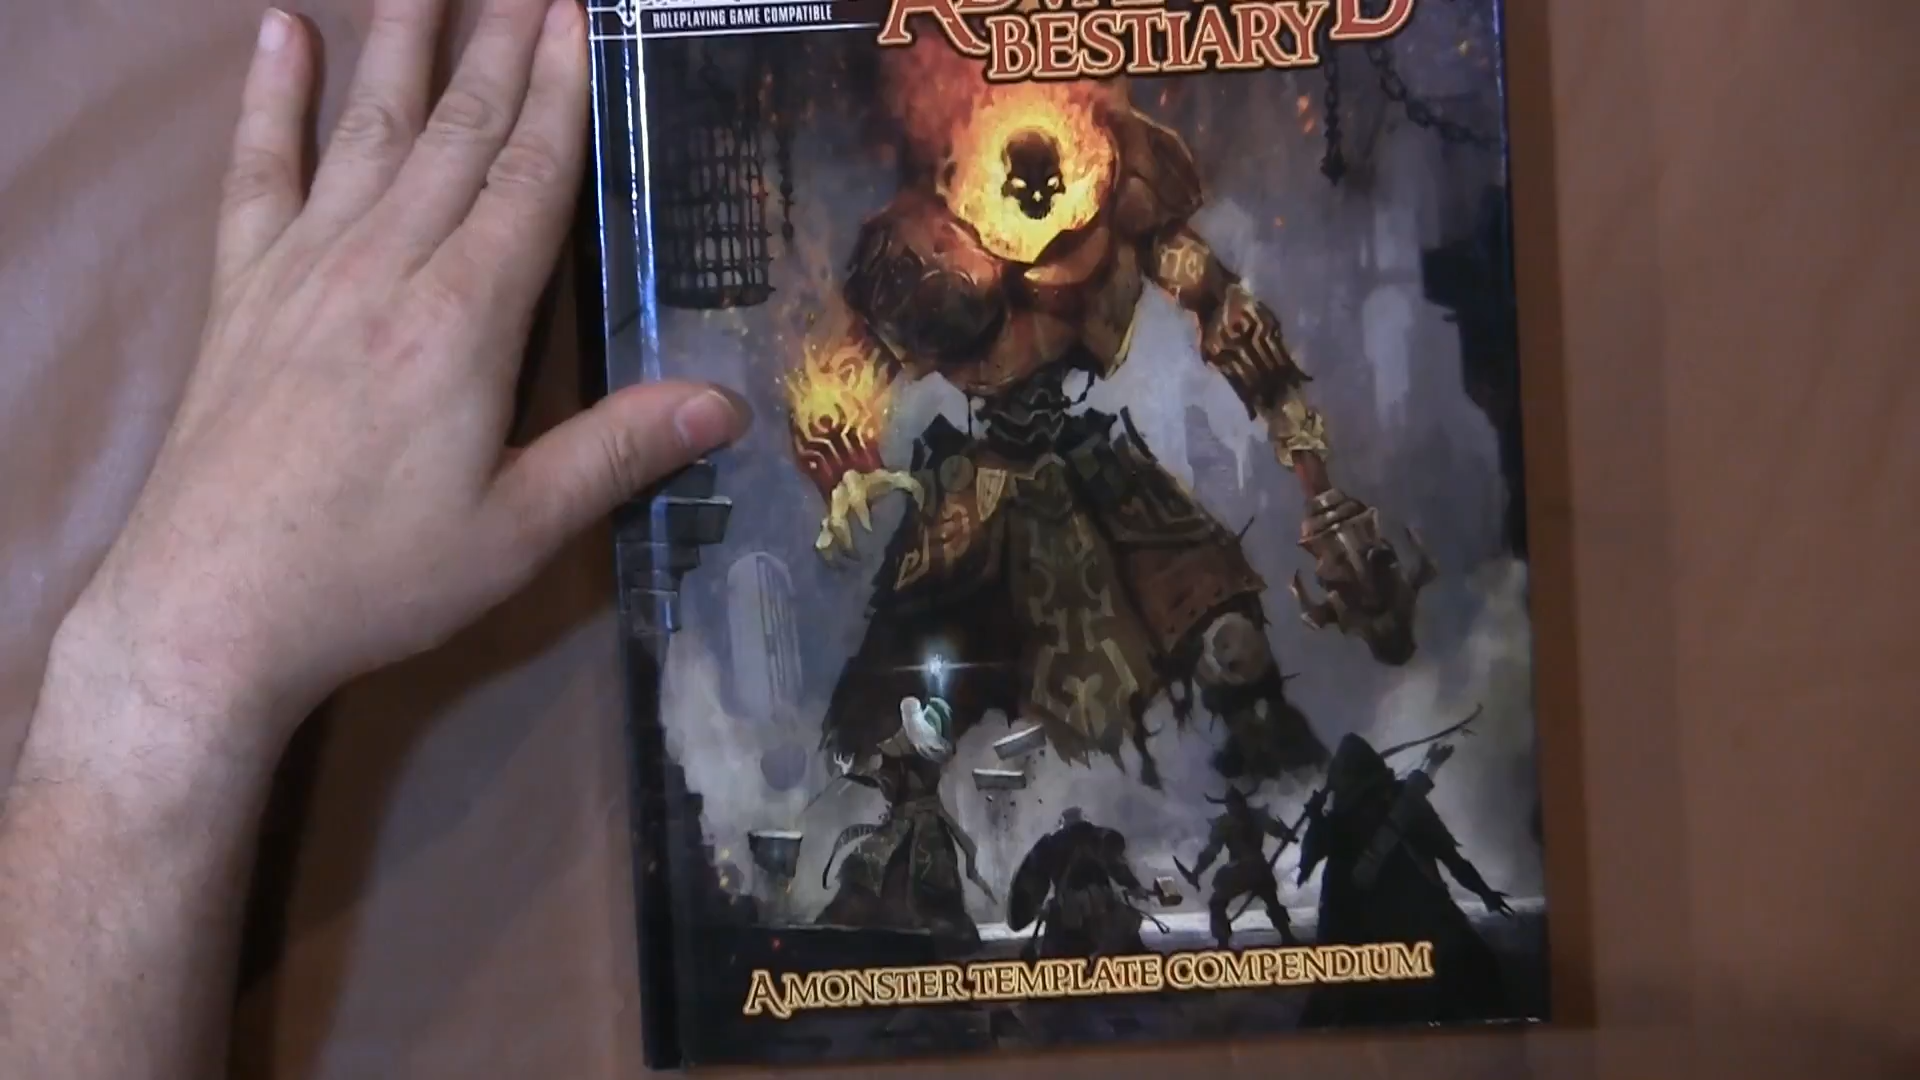 ROLEPLAYING GAME COMPATIBLE
BESTIARY
A MONSTER TEMPLATE COMPENDIUM